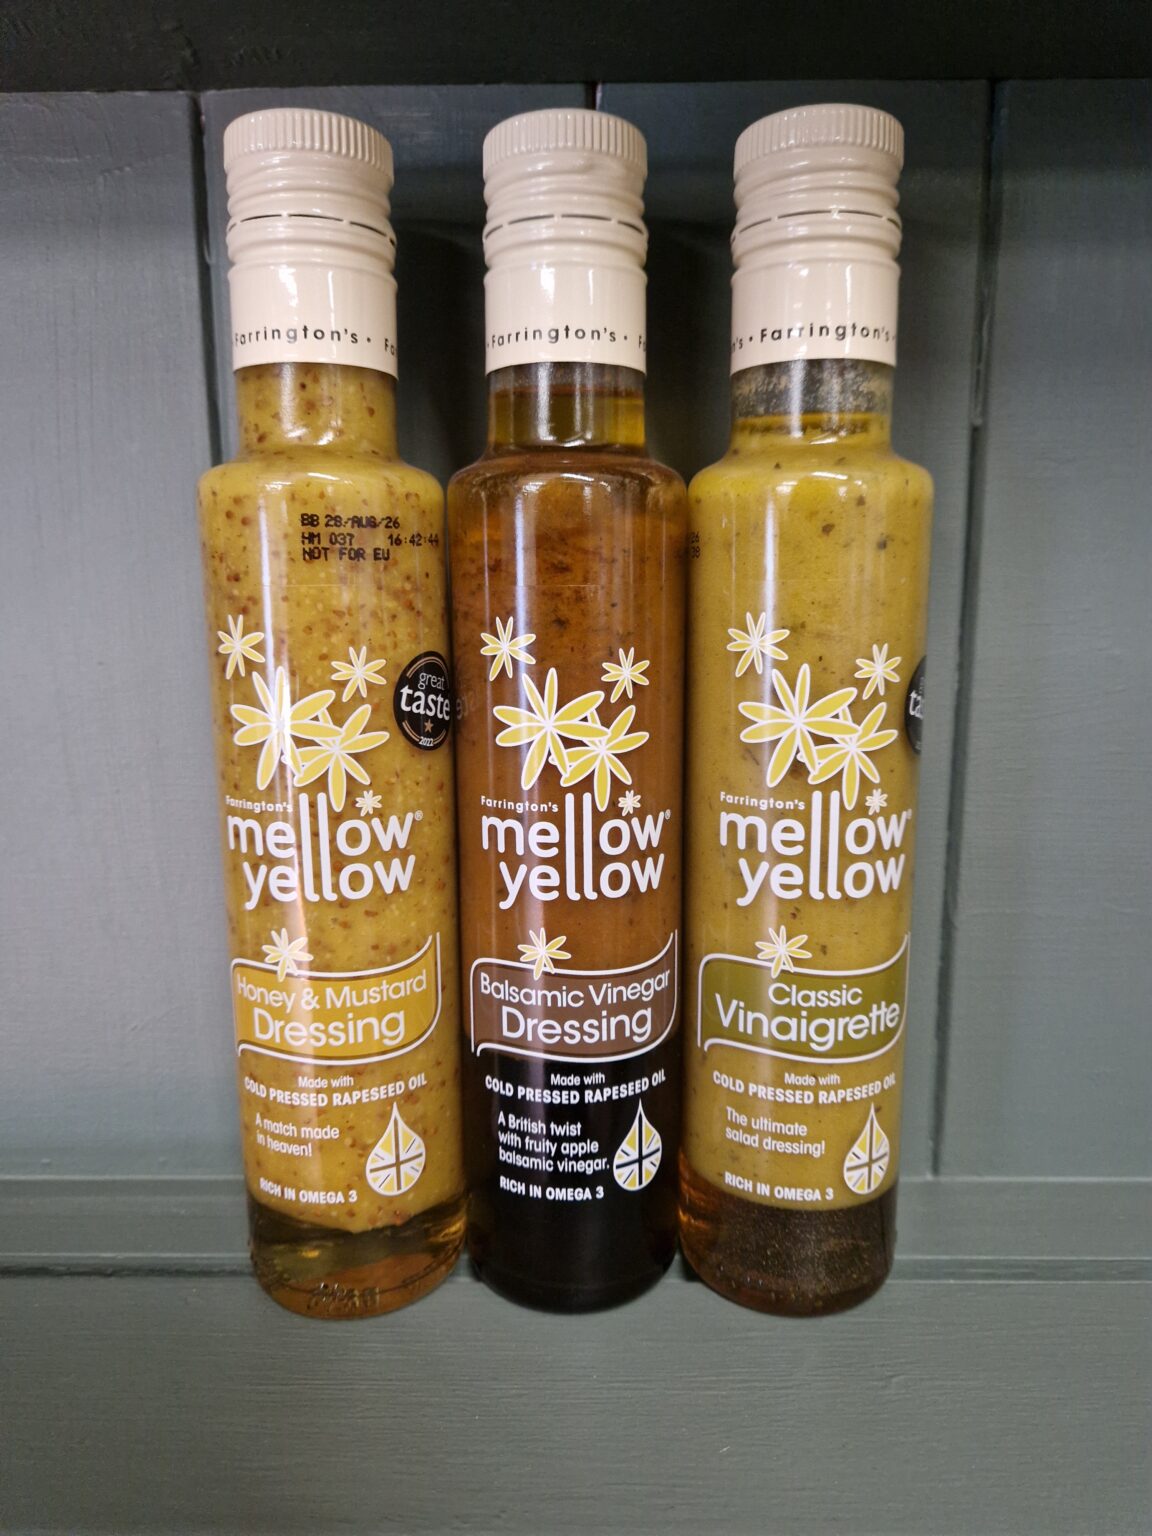 Farrington's • Fa
BB 28/AUG/26
HM 037 16:42:44
NOT FOR EU
great
taste
2022
Farrington's
mellow®
yellow
Honey & Mustard
Dressing
Made with
COLD PRESSED RAPESEED OIL
A match made
in heaven!
RICH IN OMEGA 3
• Farrington's • Fa
Farrington's
mellow®
yellow
Balsamic Vinegar
Dressing
Made with
COLD PRESSED RAPESEED OIL
A British twist
with fruity apple
balsamic vinegar.
RICH IN OMEGA 3
n's • Farrington's •
26
Farrington's
mellow®
yellow
Classic
Vinaigrette
Made with
COLD PRESSED RAPESEED OIL
The ultimate
salad dressing!
RICH IN OMEGA 3